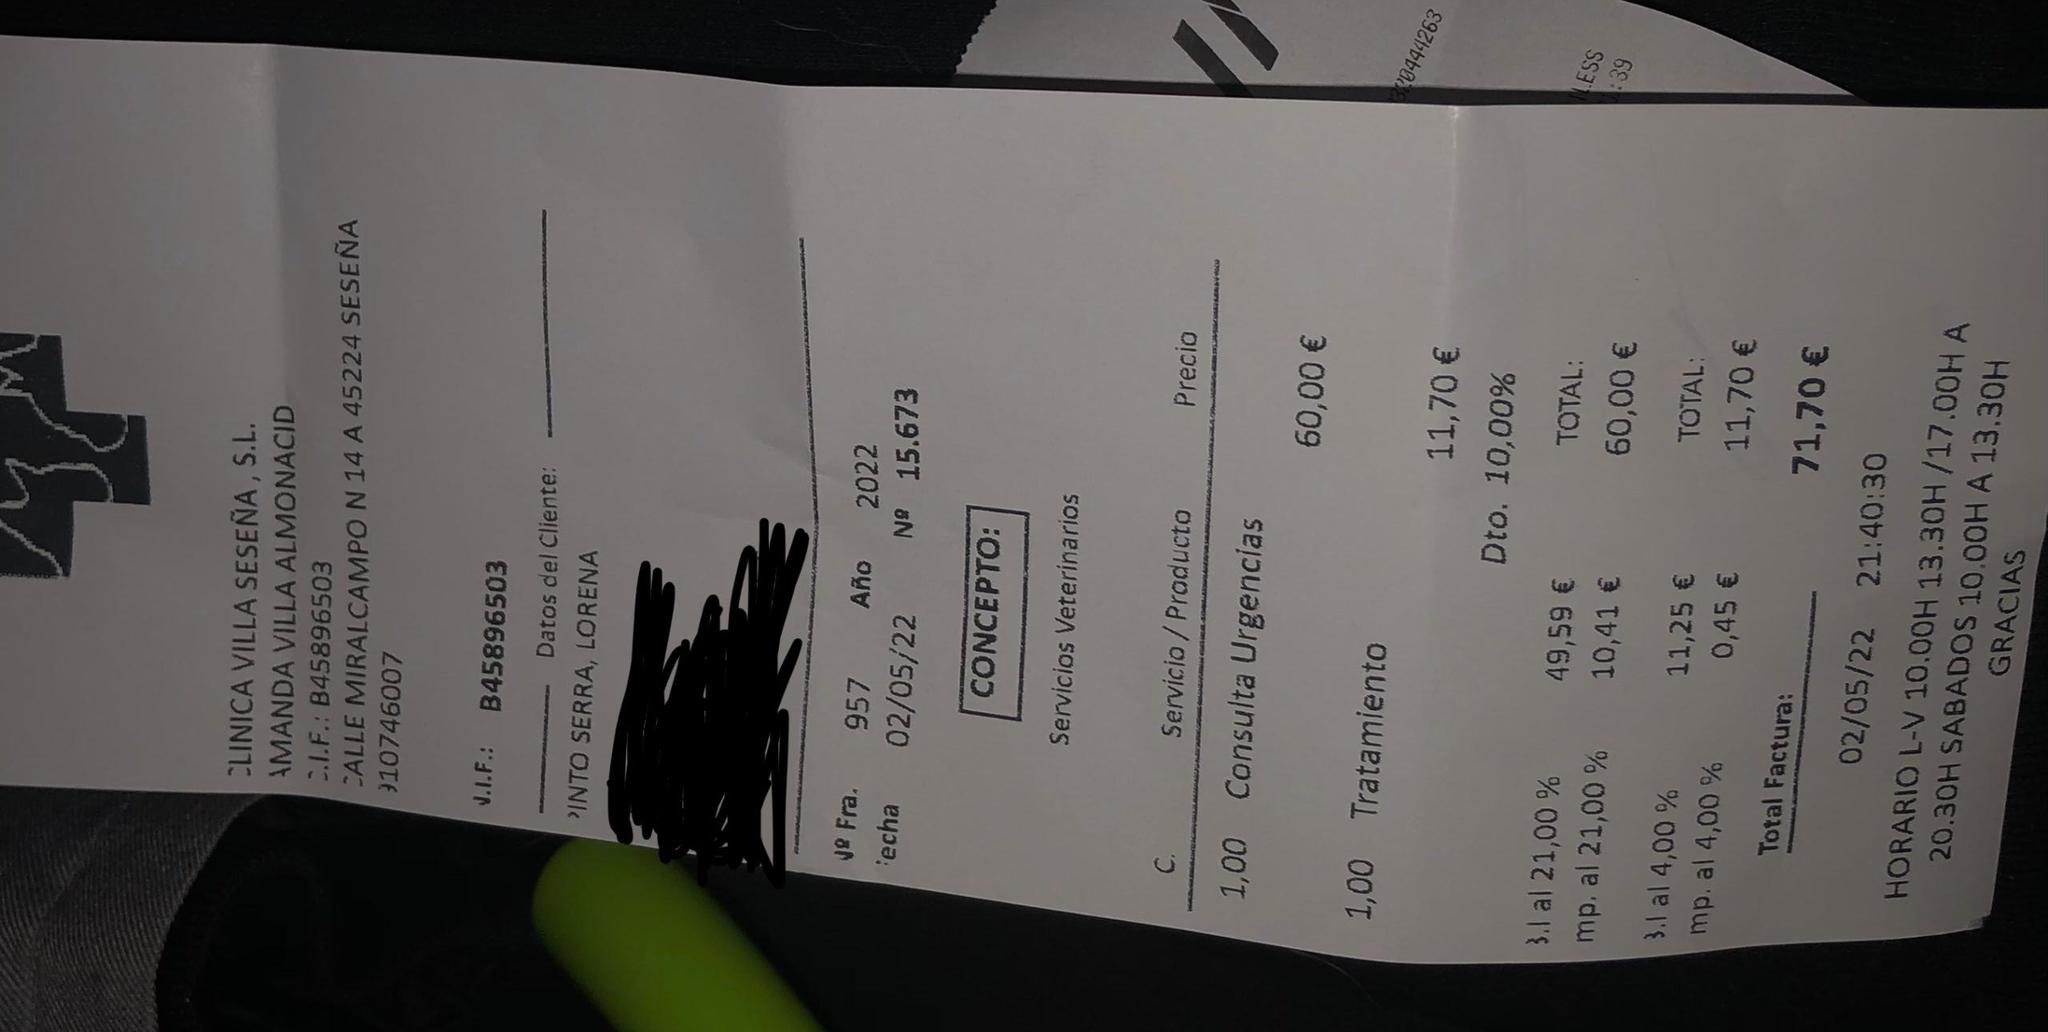 CLINICA VILLA SESEÑA, S.L.
AMANDA VILLA ALMONACID
C.I.F.: B45896503
CALLE MIRALCAMPO N 14 A 45224 SESEÑA
910746007
N.I.F.: B45896503
Datos del Cliente:
PINTO SERRA, LORENA
Nº Fra. 957 Año 2022
Fecha 02/05/22 Nº 15.673
CONCEPTO:
Servicios Veterinarios
C. Servicio / Producto Precio
1,00 Consulta Urgencias
60,00 €
1,00 Tratamiento
11,70 €
Dto. 10,00%
B.I al 21,00 % 49,59 € TOTAL:
Imp. al 21,00 % 10,41 € 60,00 €
B.I al 4,00 % 11,25 € TOTAL:
Imp. al 4,00 % 0,45 € 11,70 €
Total Factura: 71,70 €
02/05/22 21:40:30
HORARIO L-V 10.00H 13.30H /17.00H A
20.30H SABADOS 10.00H A 13.30H
GRACIAS